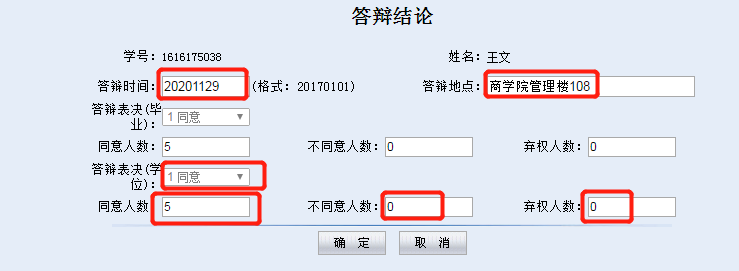 答辩结论
学号：1616175038 姓名：王文
答辩时间：20201129 (格式：20170101) 答辩地点：商学院管理楼108
答辩表决(毕业)：1 同意
同意人数：5 不同意人数：0 弃权人数：0
答辩表决(学位)：1 同意
同意人数 5 不同意人数：0 弃权人数：0
确 定 取 消